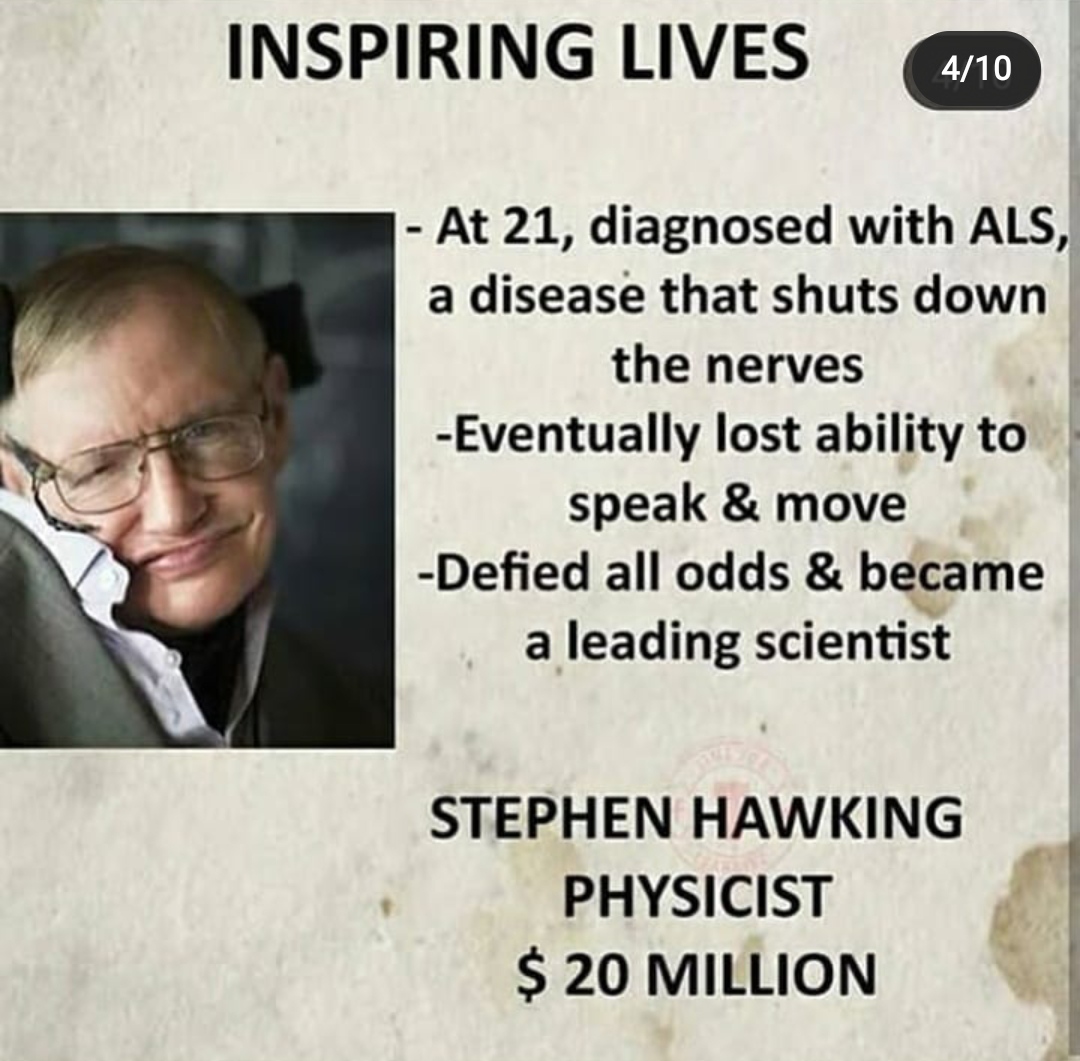 INSPIRING LIVES
4/10
- At 21, diagnosed with ALS,
a disease that shuts down
the nerves
-Eventually lost ability to
speak & move
-Defied all odds & became
a leading scientist
STEPHEN HAWKING
PHYSICIST
$ 20 MILLION